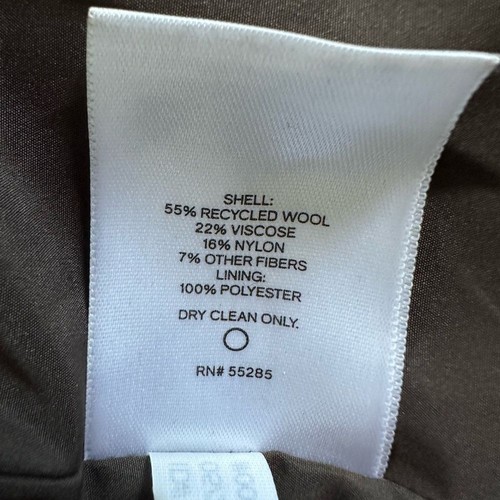 SHELL:
55% RECYCLED WOOL
22% VISCOSE
16% NYLON
7% OTHER FIBERS
LINING:
100% POLYESTER
DRY CLEAN ONLY.
RN# 55285